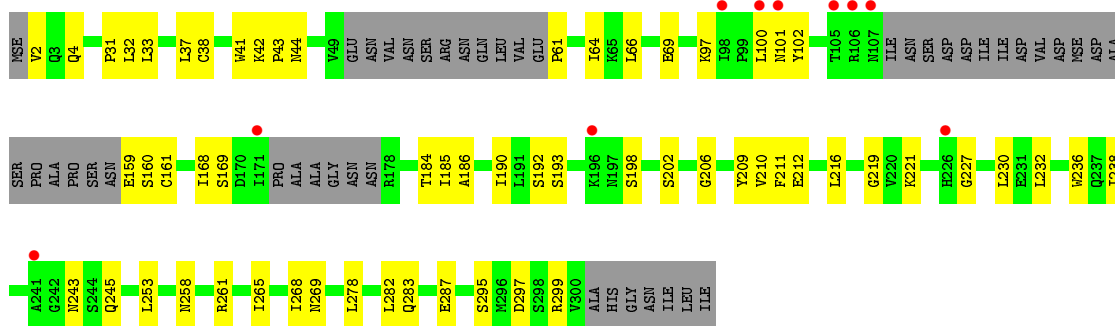 MSE V2 Q3 Q4 P31 L32 L33 L37 C38 W41 K42 P43 N44 V49 GLU ASN VAL ASN SER ARG ASN GLN LEU VAL GLU P61 I64 K65 L66 E69 K97 I98 P99 L100 N101 Y102 T105 R106 N107 ILE ASN SER ASP ASP ILE ILE ASP VAL ASP MSE ASP ALA
SER PRO ALA PRO SER ASN E159 S160 C161 I168 S169 D170 I171 PRO ALA ALA GLY ASN ASN R178 T184 I185 A186 I190 L191 S192 S193 K196 N197 S198 S202 G206 Y209 V210 F211 E212 L216 G219 V220 K221 H226 G227 L230 E231 L232 W236 Q237 I238
A241 G242 N243 S244 Q245 L253 N258 R261 I265 I268 N269 L278 L282 Q283 E287 S295 M296 D297 S298 R299 V300 ALA HIS GLY ASN ILE LEU ILE